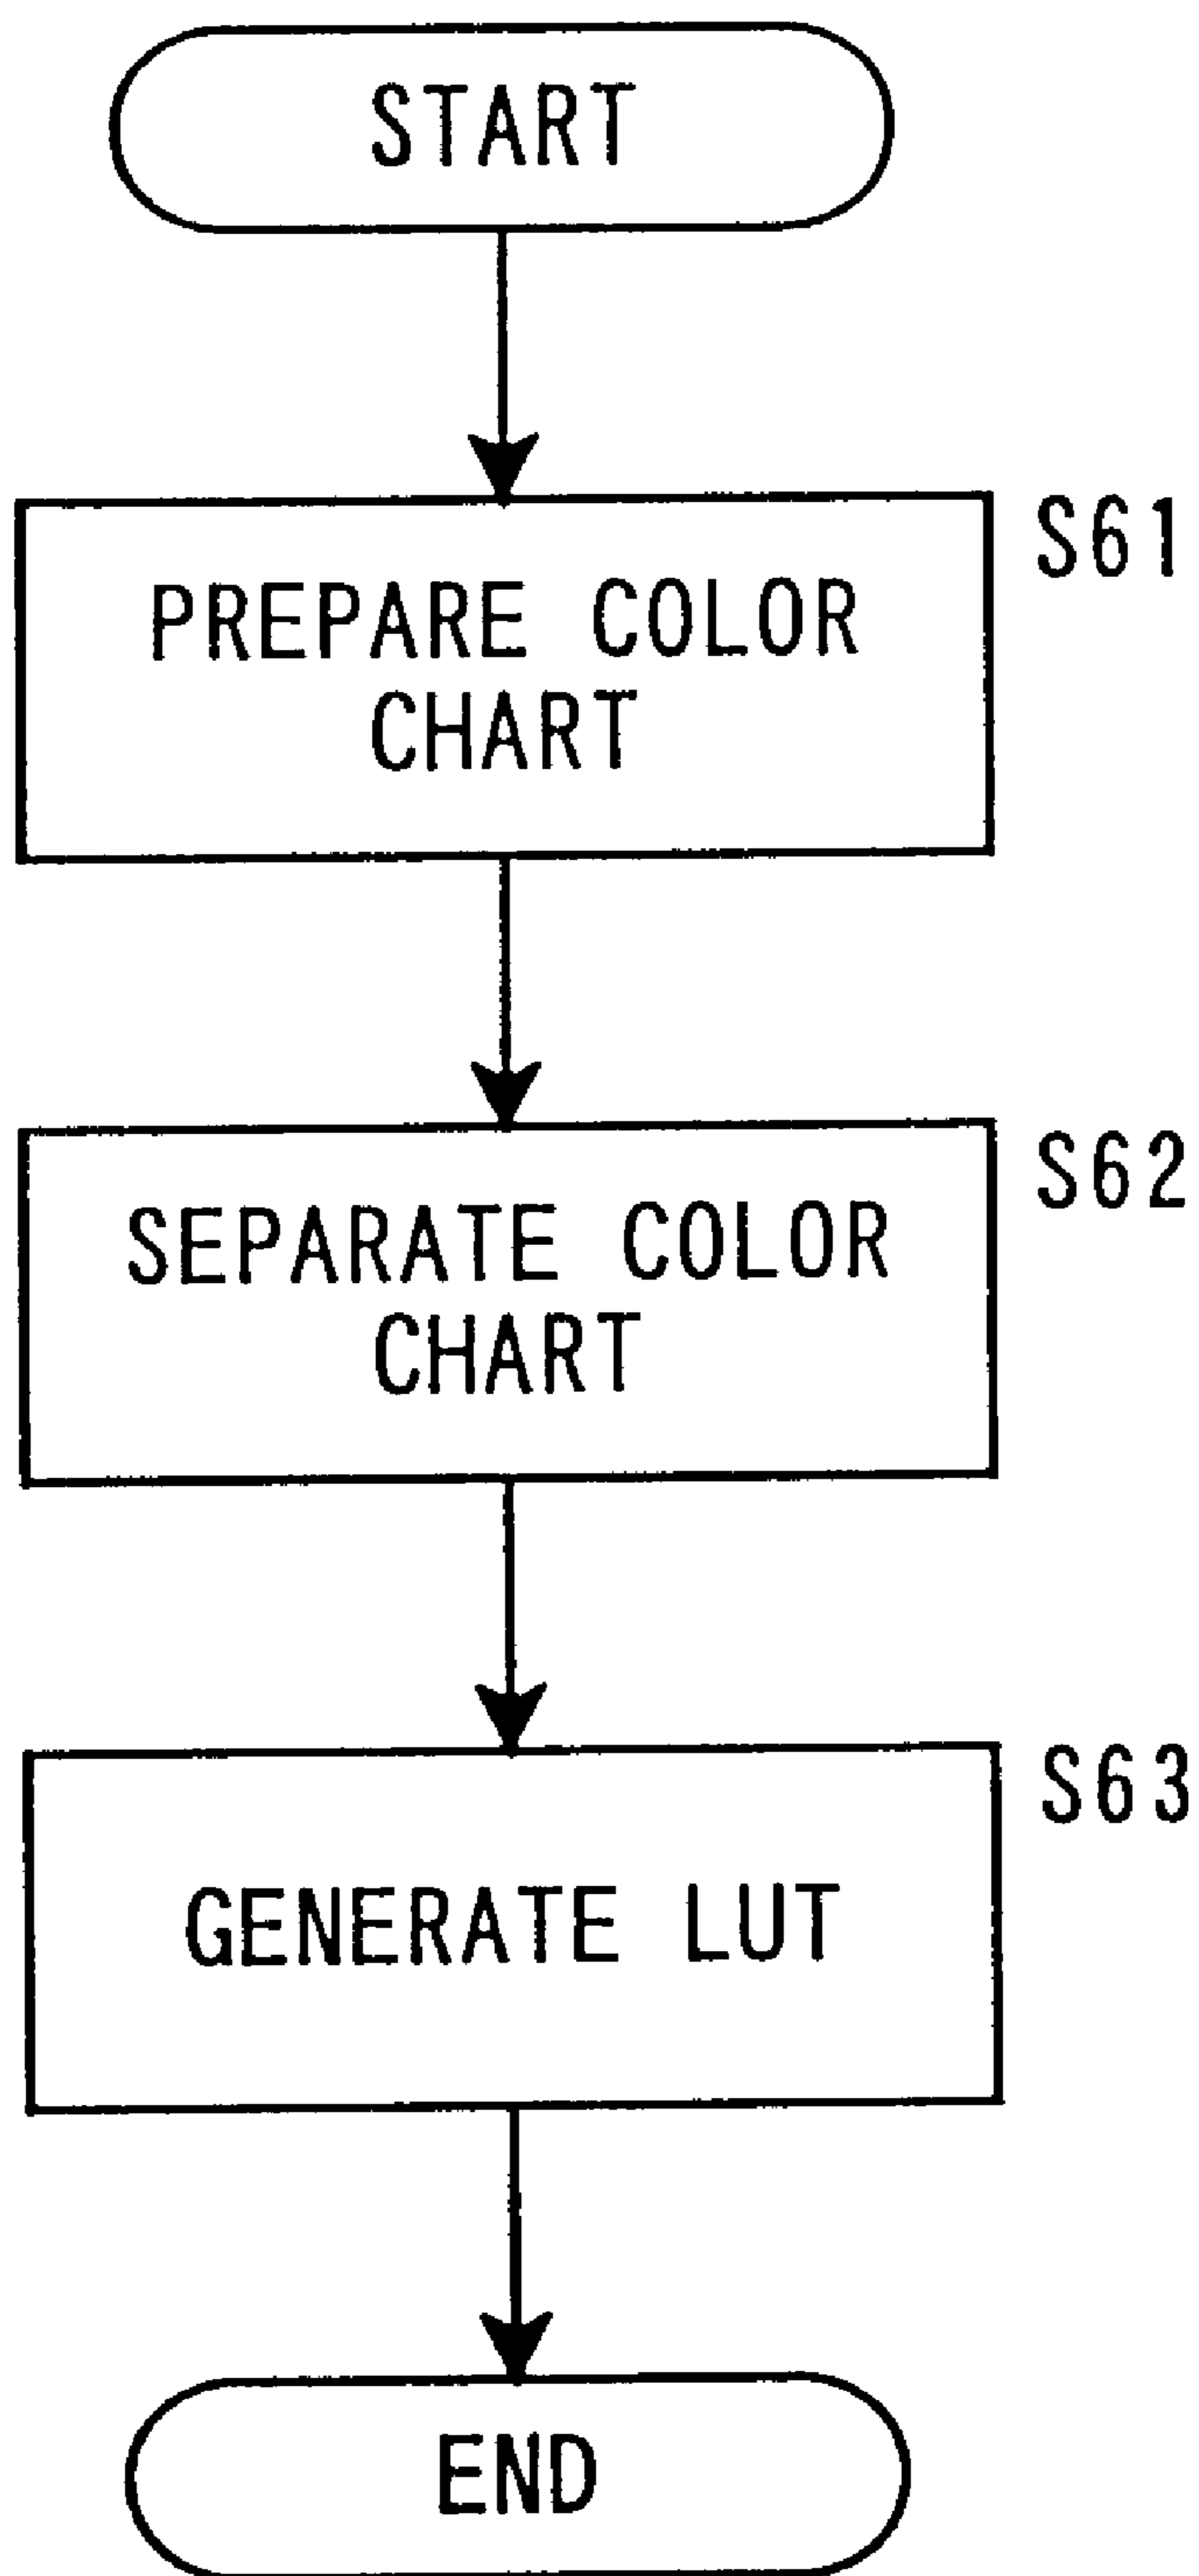 START
S61
PREPARE COLOR
CHART
S62
SEPARATE COLOR
CHART
S63
GENERATE LUT
END